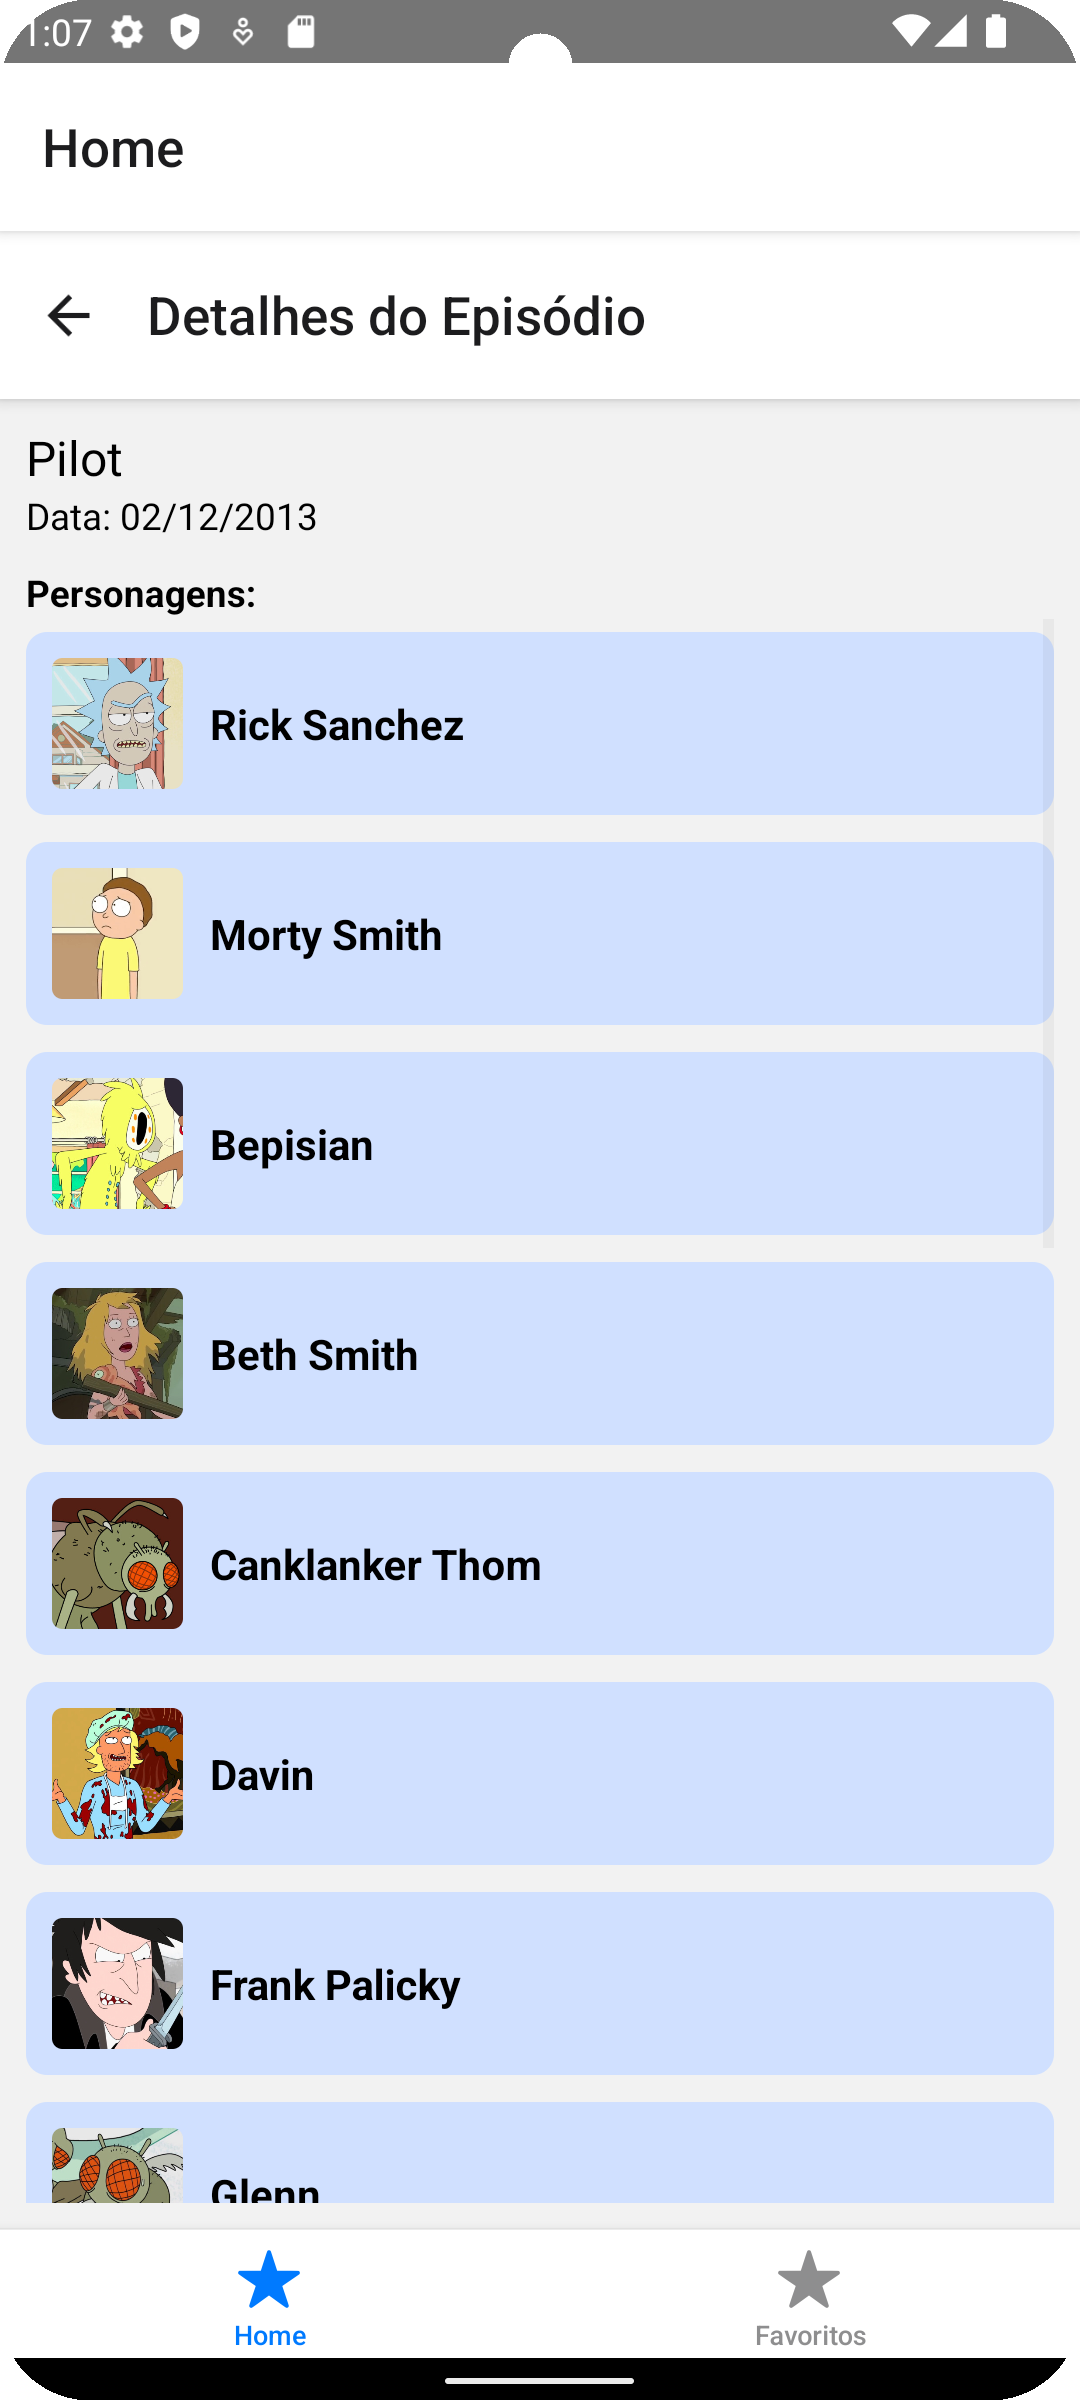 1:07
Home
Detalhes do Episódio
Pilot
Data: 02/12/2013
Personagens:
Rick Sanchez
Morty Smith
Bepisian
Beth Smith
Canklanker Thom
Davin
Frank Palicky
Glenn
Home
Favoritos